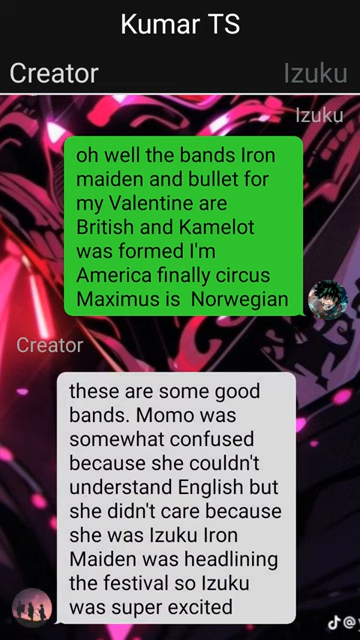 Kumar TS
Creator
Izuku
Izuku
oh well the bands Iron
maiden and bullet for
my Valentine are
British and Kamelot
was formed I'm
America finally circus
Maximus is Norwegian
Creator
these are some good
bands. Momo was
somewhat confused
because she couldn't
understand English but
she didn't care because
she was Izuku Iron
Maiden was headlining
the festival so Izuku
was super excited
@